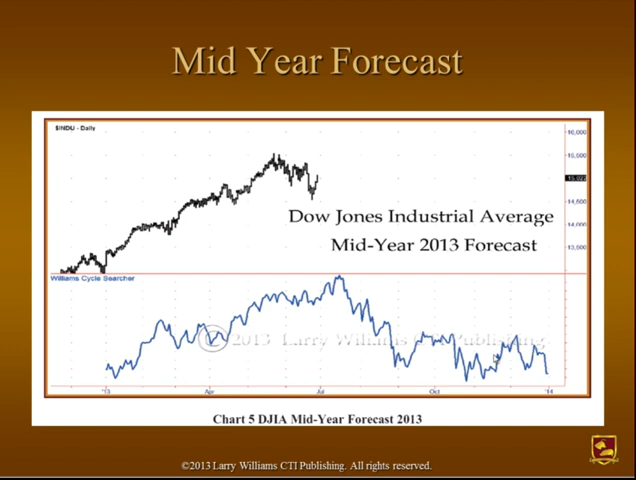 Mid Year Forecast
$INDU - Daily
16,000
15,500
14,500
14,000
13,500
Dow Jones Industrial Average
Mid-Year 2013 Forecast
Williams Cycle Searcher
© 2013 Larry Williams CTI Publishing.
'13
Apr
Jul
Oct
'14
Chart 5 DJIA Mid-Year Forecast 2013
©2013 Larry Williams CTI Publishing. All rights reserved.